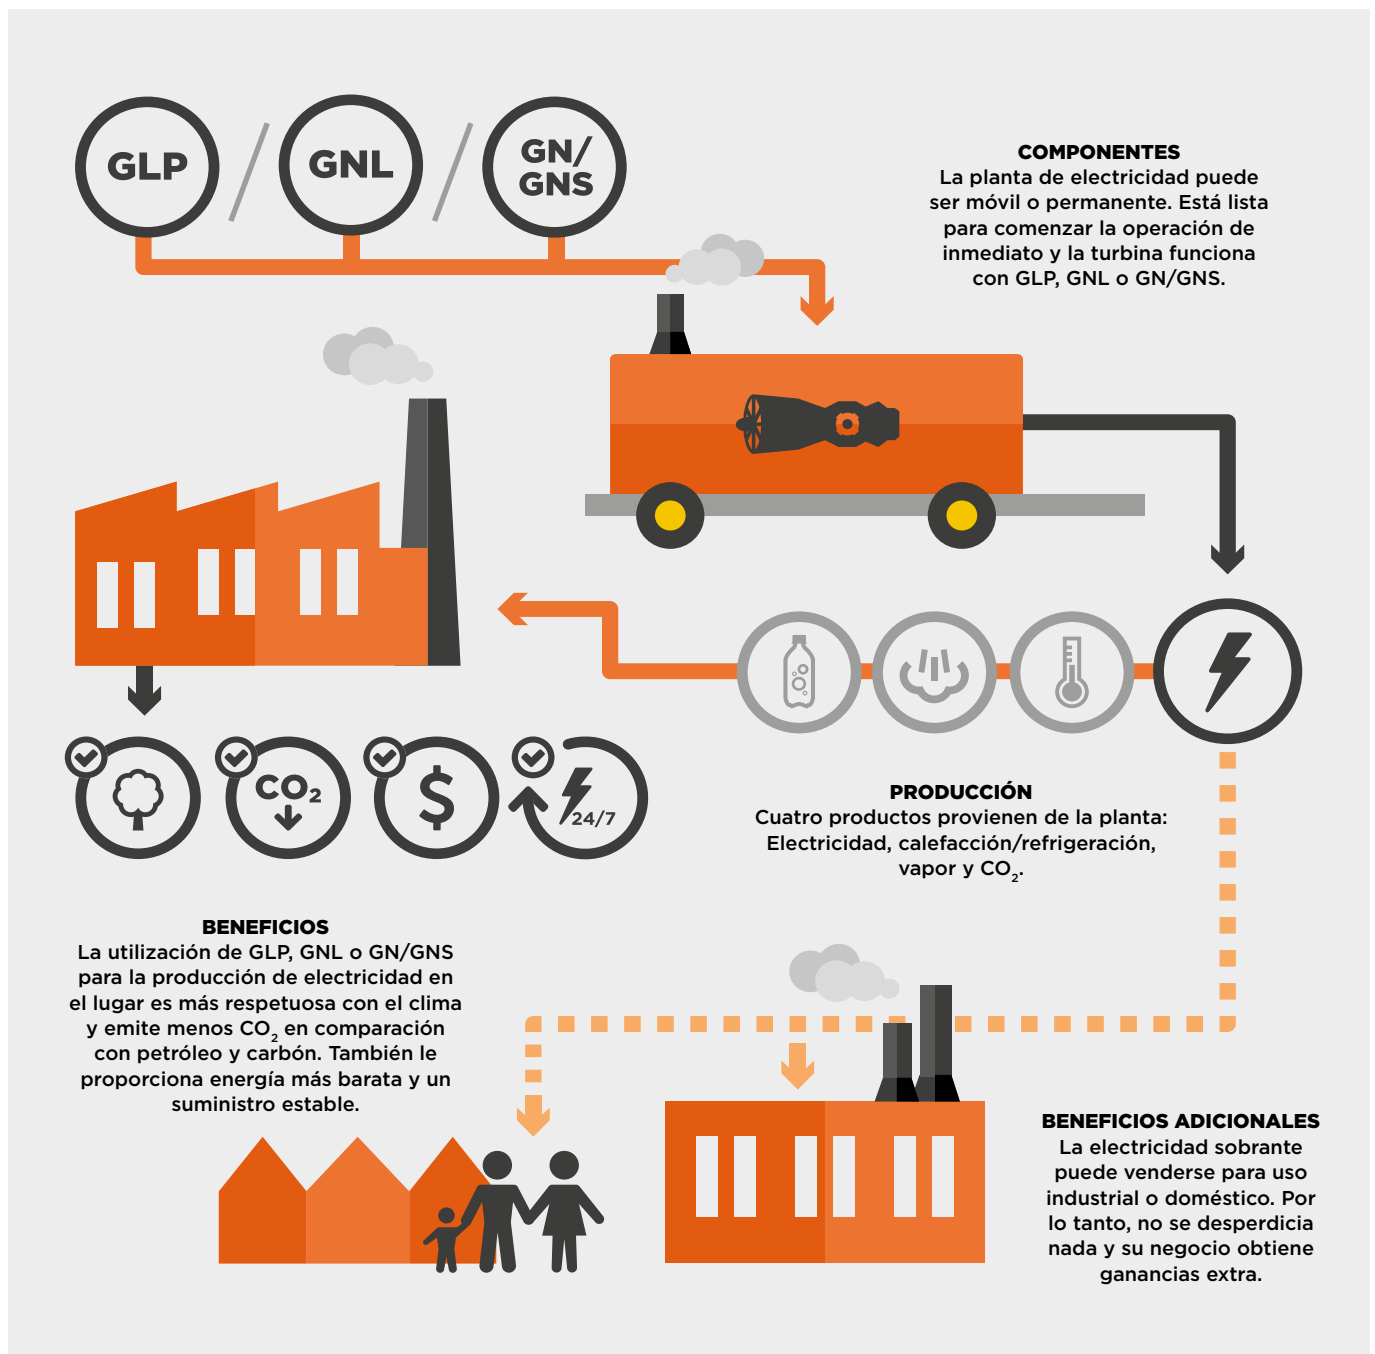 GLP
GNL
GN/
GNS
COMPONENTES
La planta de electricidad puede
ser móvil o permanente. Está lista
para comenzar la operación de
inmediato y la turbina funciona
con GLP, GNL o GN/GNS.
CO₂
$
24/7
PRODUCCIÓN
Cuatro productos provienen de la planta:
Electricidad, calefacción/refrigeración,
vapor y CO₂.
BENEFICIOS
La utilización de GLP, GNL o GN/GNS
para la producción de electricidad en
el lugar es más respetuosa con el clima
y emite menos CO₂ en comparación
con petróleo y carbón. También le
proporciona energía más barata y un
suministro estable.
BENEFICIOS ADICIONALES
La electricidad sobrante
puede venderse para uso
industrial o doméstico. Por
lo tanto, no se desperdicia
nada y su negocio obtiene
ganancias extra.